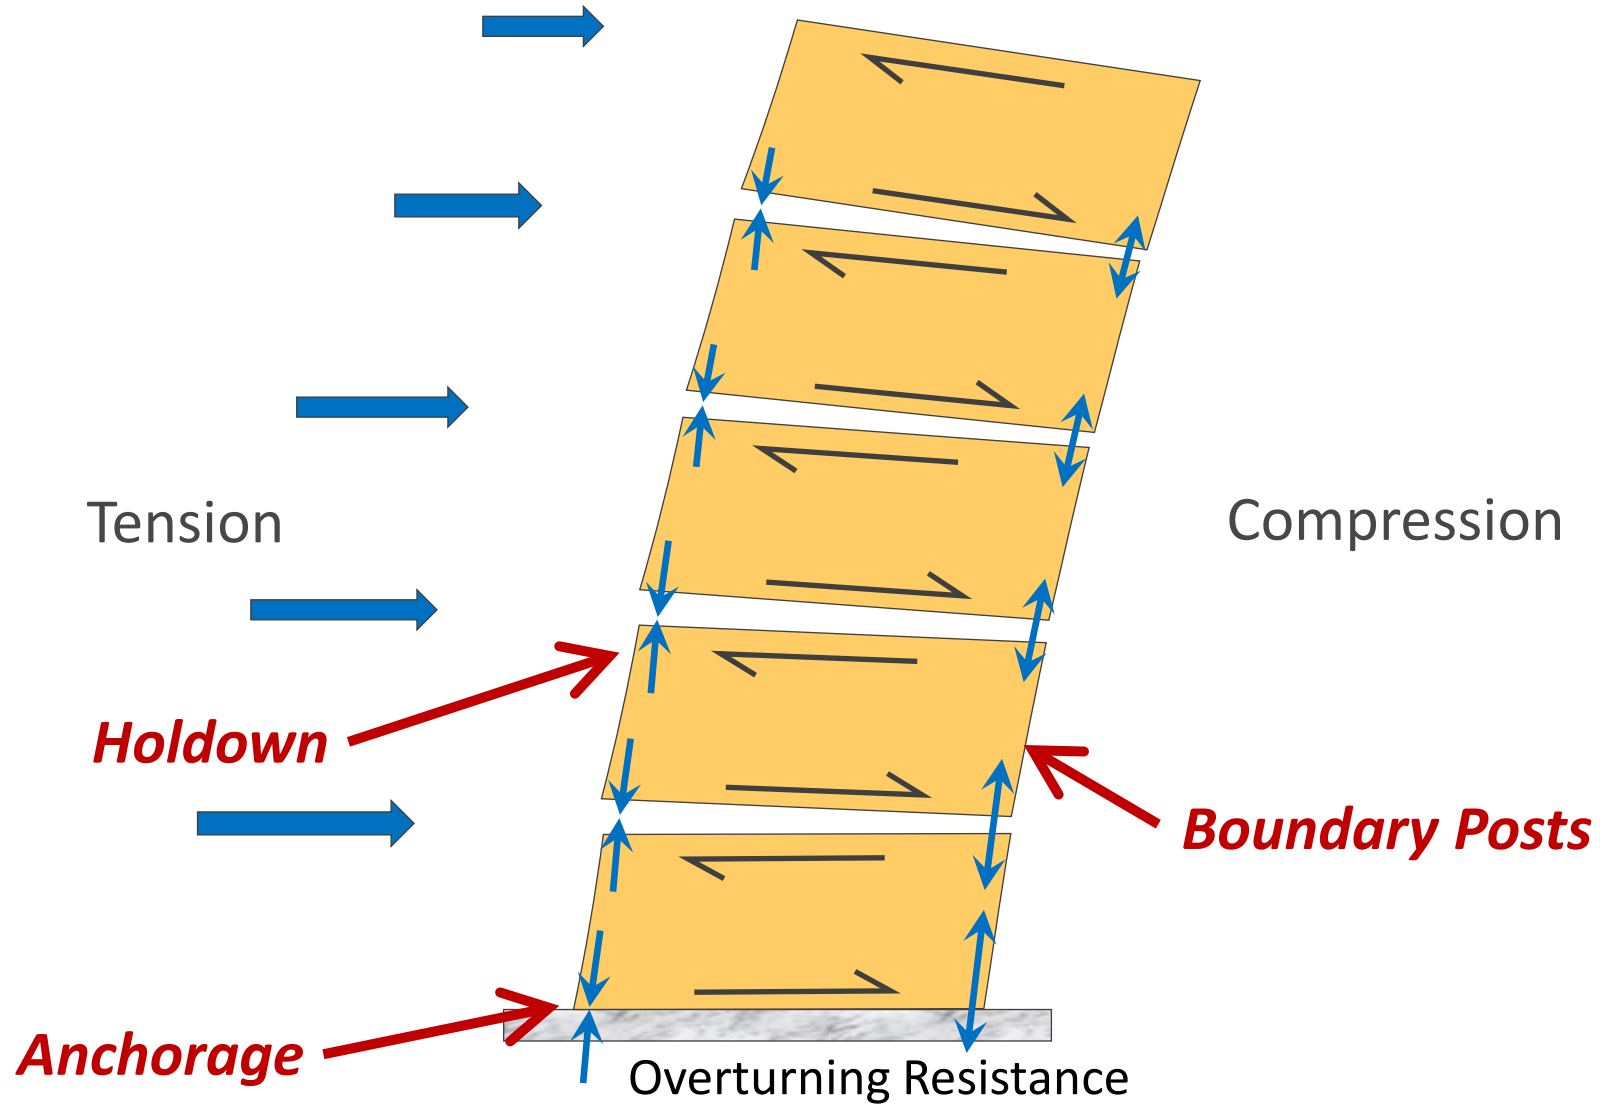 Tension
Compression
Holdown
Boundary Posts
Anchorage
Overturning Resistance